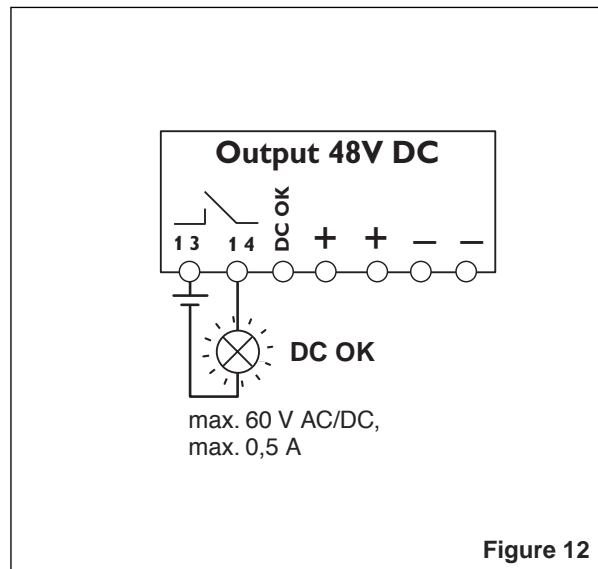 Output 48V DC
13 14 DC OK + + – –
DC OK
max. 60 V AC/DC,
max. 0,5 A
Figure 12